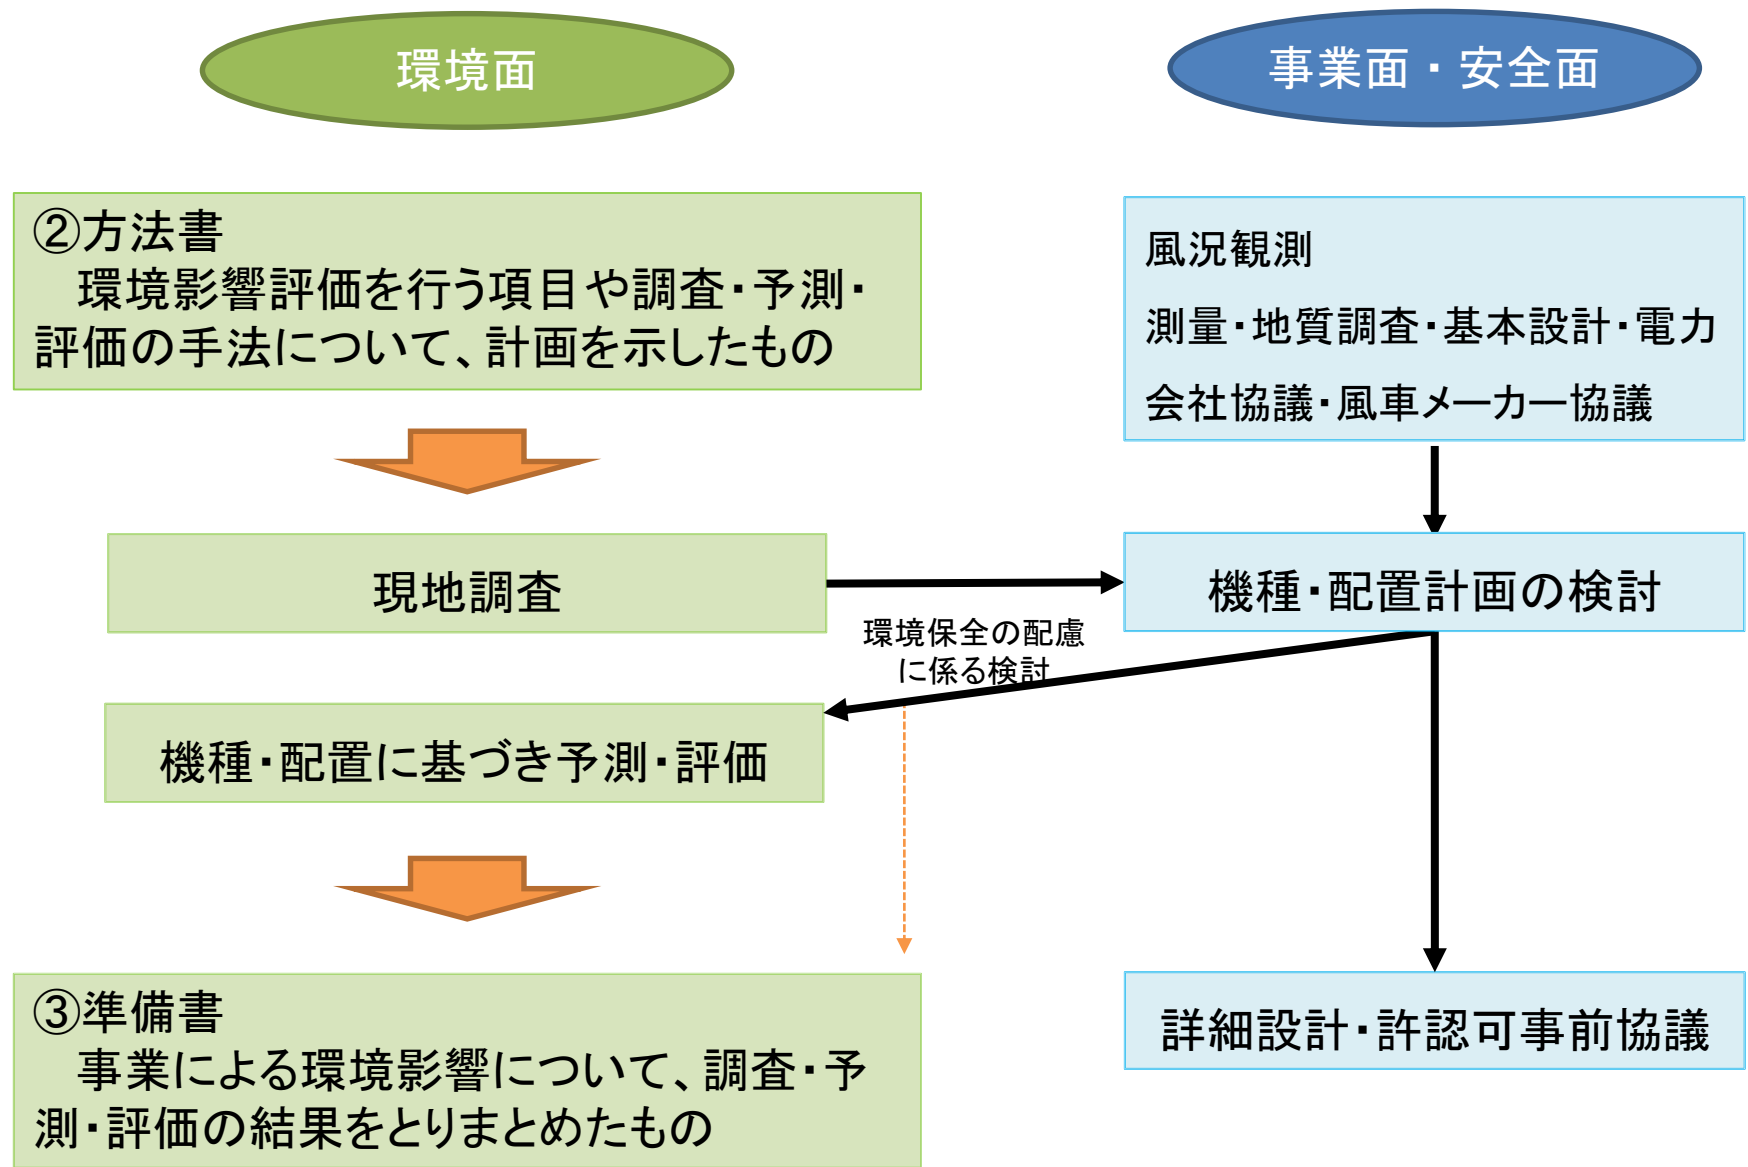 環境面
事業面・安全面
②方法書
環境影響評価を行う項目や調査・予測・
評価の手法について、計画を示したもの
風況観測
測量・地質調査・基本設計・電力
会社協議・風車メーカー協議
現地調査
機種・配置計画の検討
環境保全の配慮
に係る検討
機種・配置に基づき予測・評価
③準備書
事業による環境影響について、調査・予
測・評価の結果をとりまとめたもの
詳細設計・許認可事前協議